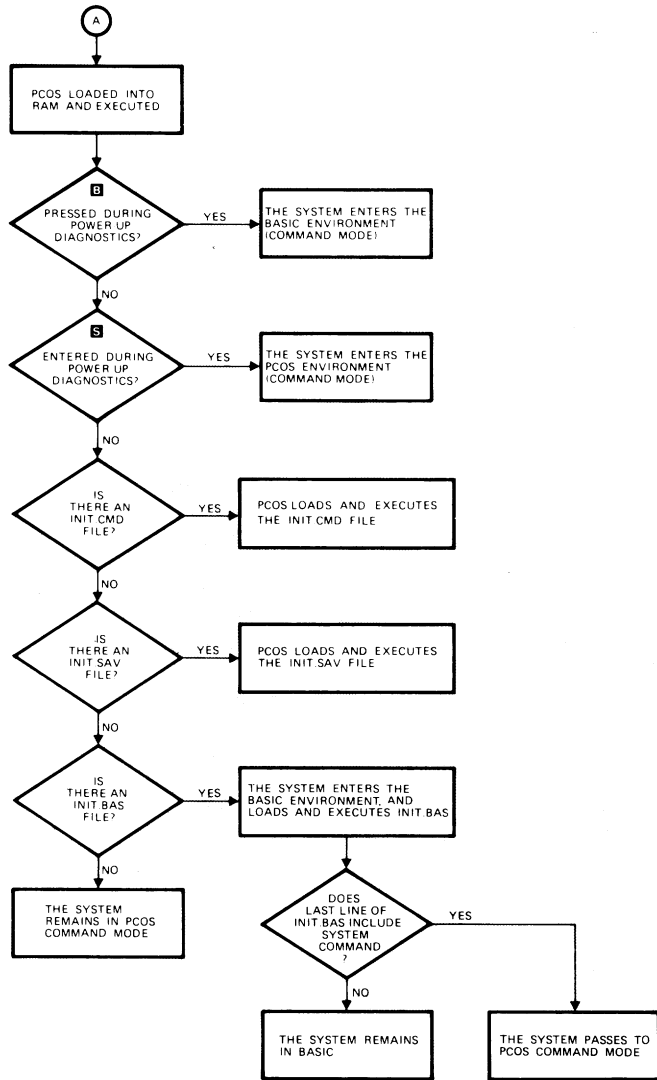 A
PCOS LOADED INTO
RAM AND EXECUTED
B
PRESSED DURING
POWER UP
DIAGNOSTICS?
YES
THE SYSTEM ENTERS THE
BASIC ENVIRONMENT
(COMMAND MODE)
NO
S
ENTERED DURING
POWER UP
DIAGNOSTICS?
YES
THE SYSTEM ENTERS THE
PCOS ENVIRONMENT
(COMMAND MODE)
NO
IS
THERE AN
INIT.CMD
FILE?
YES
PCOS LOADS AND EXECUTES
THE INIT.CMD FILE
NO
IS
THERE AN
INIT.SAV
FILE?
YES
PCOS LOADS AND EXECUTES
THE INIT.SAV FILE
NO
IS
THERE AN
INIT.BAS
FILE?
YES
THE SYSTEM ENTERS THE
BASIC ENVIRONMENT, AND
LOADS AND EXECUTES INIT.BAS
NO
THE SYSTEM
REMAINS IN PCOS
COMMAND MODE
DOES
LAST LINE OF
INIT.BAS INCLUDE
SYSTEM
COMMAND
?
YES
NO
THE SYSTEM REMAINS
IN BASIC
THE SYSTEM PASSES TO
PCOS COMMAND MODE